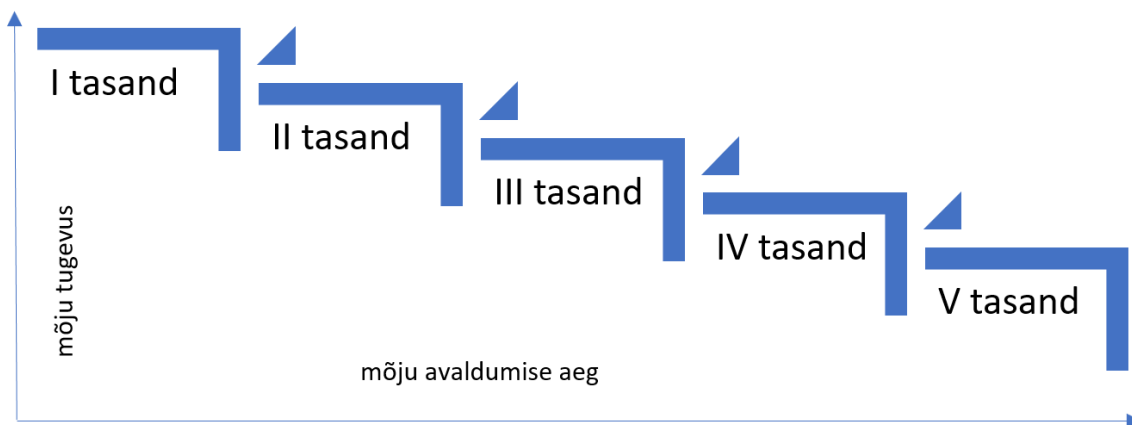 I tasand
II tasand
III tasand
IV tasand
V tasand
mõju tugevus
mõju avaldumise aeg